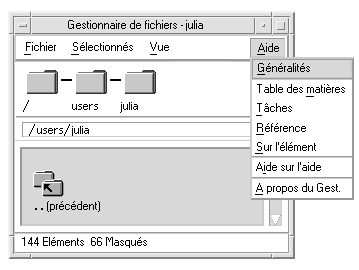 Gestionnaire de fichiers - julia
Fichier Sélectionnés Vue Aide
Généralités
Table des matières
Tâches
Référence
Sur l'élément
Aide sur l'aide
A propos du Gest.
/ users julia
/users/julia
. . (précédent)
144 Eléments 66 Masqués